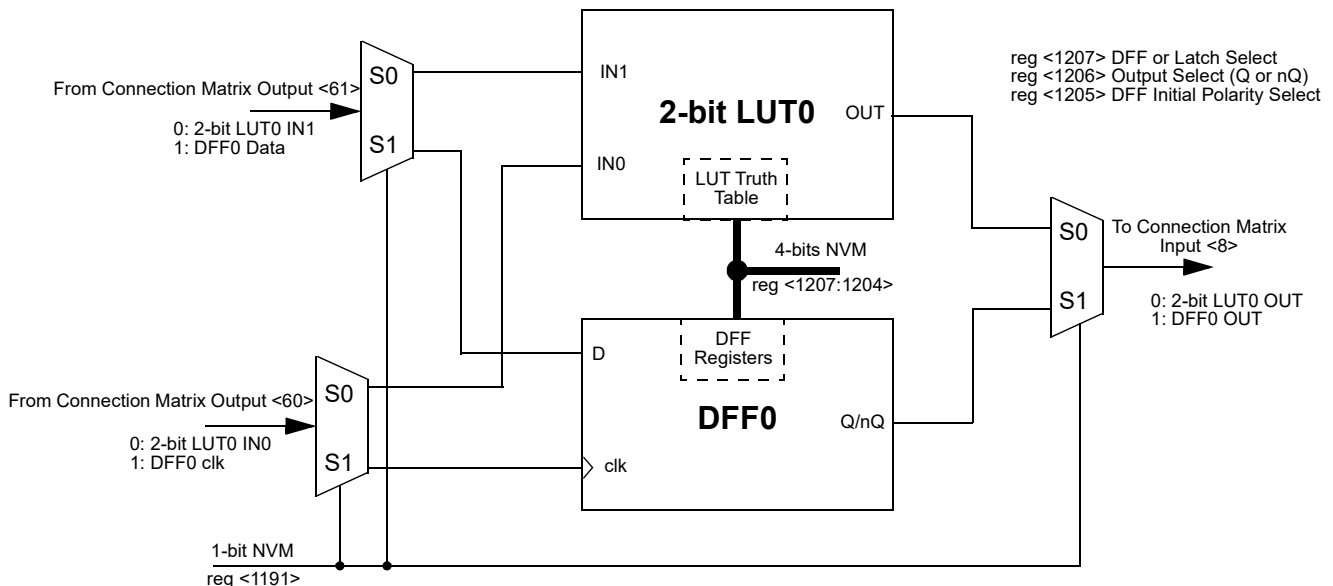 reg <1207> DFF or Latch Select
reg <1206> Output Select (Q or nQ)
reg <1205> DFF Initial Polarity Select
From Connection Matrix Output <61>
0: 2-bit LUT0 IN1
1: DFF0 Data
S0
S1
IN1
IN0
2-bit LUT0
OUT
LUT Truth
Table
4-bits NVM
reg <1207:1204>
S0
S1
To Connection Matrix
Input <8>
0: 2-bit LUT0 OUT
1: DFF0 OUT
From Connection Matrix Output <60>
0: 2-bit LUT0 IN0
1: DFF0 clk
S0
S1
D
clk
DFF
Registers
DFF0
Q/nQ
1-bit NVM
reg <1191>